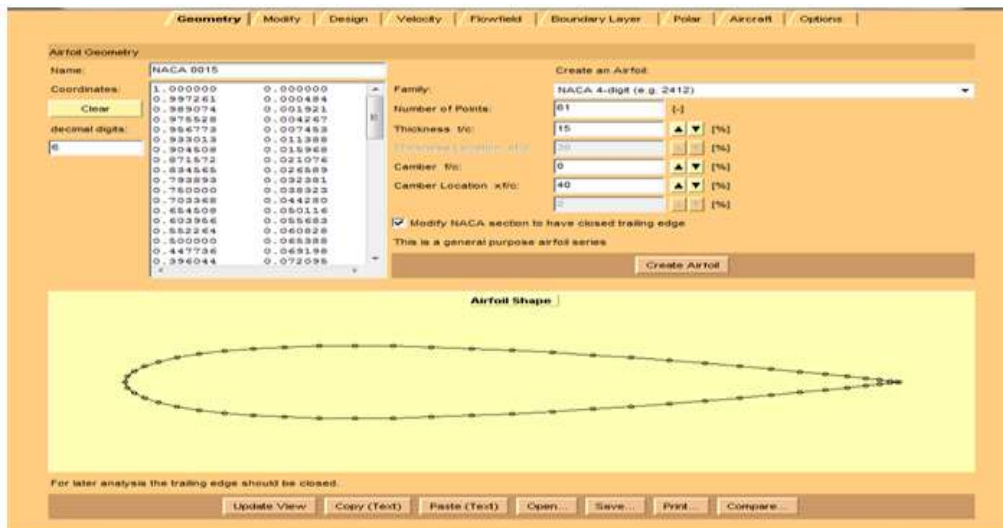 Geometry Modify Design Velocity Flowfield Boundary Layer Polar Aircraft Options
Airfoil Geometry
Name: NACA 0015
Create an Airfoil:
Coordinates:
Clear
decimal digits:
6
1.000000 0.000000
0.997261 0.000484
0.989074 0.001921
0.975528 0.004267
0.956773 0.007453
0.933013 0.011388
0.904508 0.015968
0.871572 0.021076
0.834565 0.026589
0.793893 0.032381
0.750000 0.038323
0.703368 0.044280
0.654508 0.050116
0.603956 0.055683
0.552264 0.060828
0.500000 0.065388
0.447736 0.069198
0.396044 0.072095
Family: NACA 4-digit (e.g. 2412)
Number of Points: 61 [-]
Thickness t/c: 15 [%]
Thickness Location xt/c: 30 [%]
Camber f/c: 0 [%]
Camber Location xf/c: 40 [%]
[%]
Modify NACA section to have closed trailing edge
This is a general purpose airfoil series
Create Airfoil
Airfoil Shape
For later analysis the trailing edge should be closed.
Update View Copy (Text) Paste (Text) Open... Save... Print... Compare...